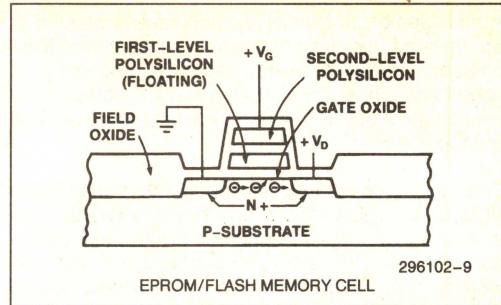 FIRST-LEVEL
POLYSILICON
(FLOATING)
+ V_G
SECOND-LEVEL
POLYSILICON
GATE OXIDE
FIELD
OXIDE
+ V_D
N +
P-SUBSTRATE
296102-9
EPROM/FLASH MEMORY CELL